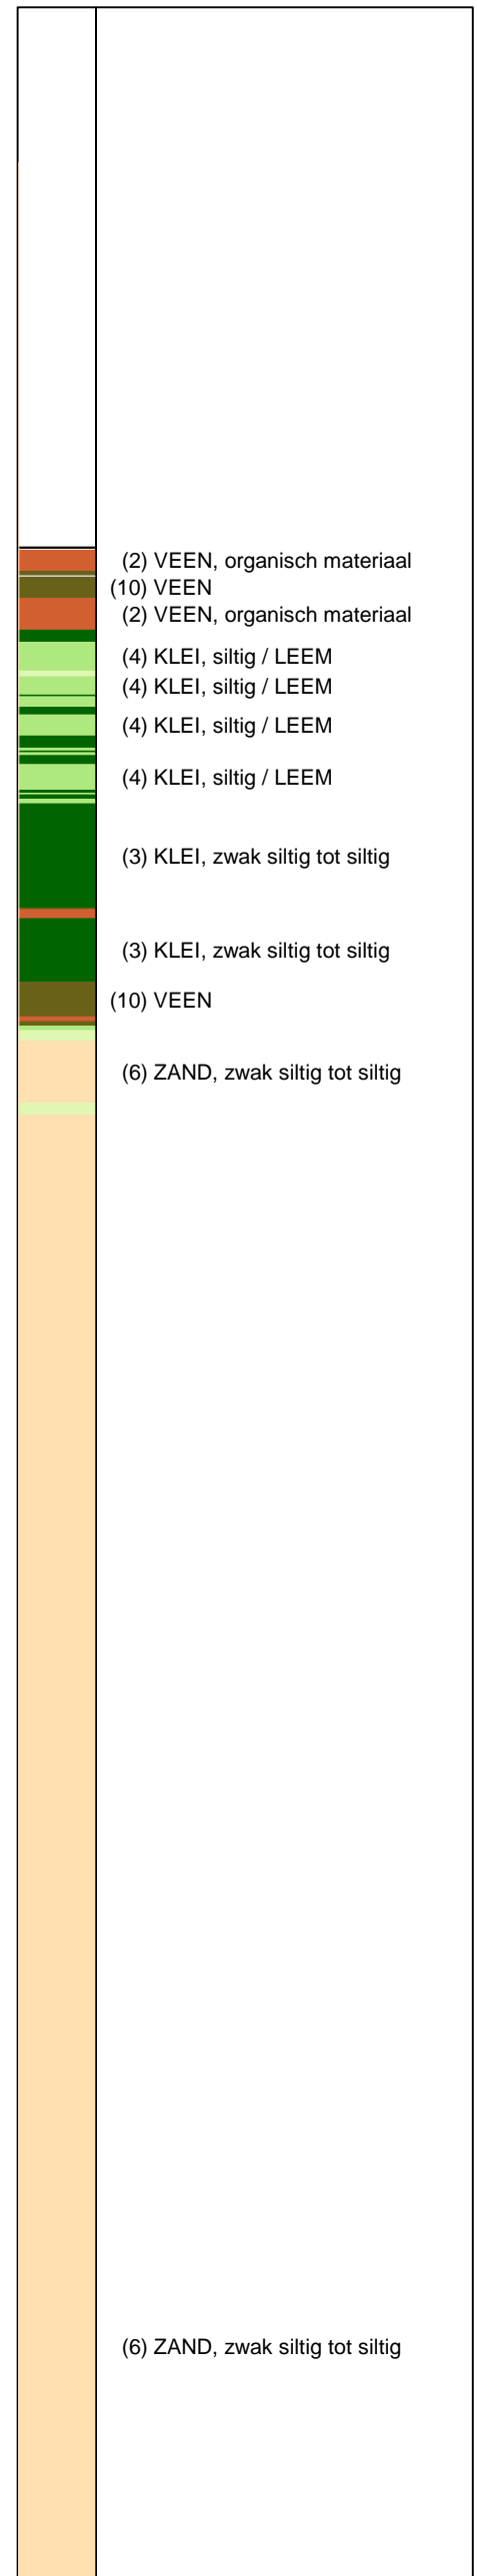 (2) VEEN, organisch materiaal
(10) VEEN
(2) VEEN, organisch materiaal
(4) KLEI, siltig / LEEM
(4) KLEI, siltig / LEEM
(4) KLEI, siltig / LEEM
(4) KLEI, siltig / LEEM
(3) KLEI, zwak siltig tot siltig
(3) KLEI, zwak siltig tot siltig
(10) VEEN
(6) ZAND, zwak siltig tot siltig
(6) ZAND, zwak siltig tot siltig